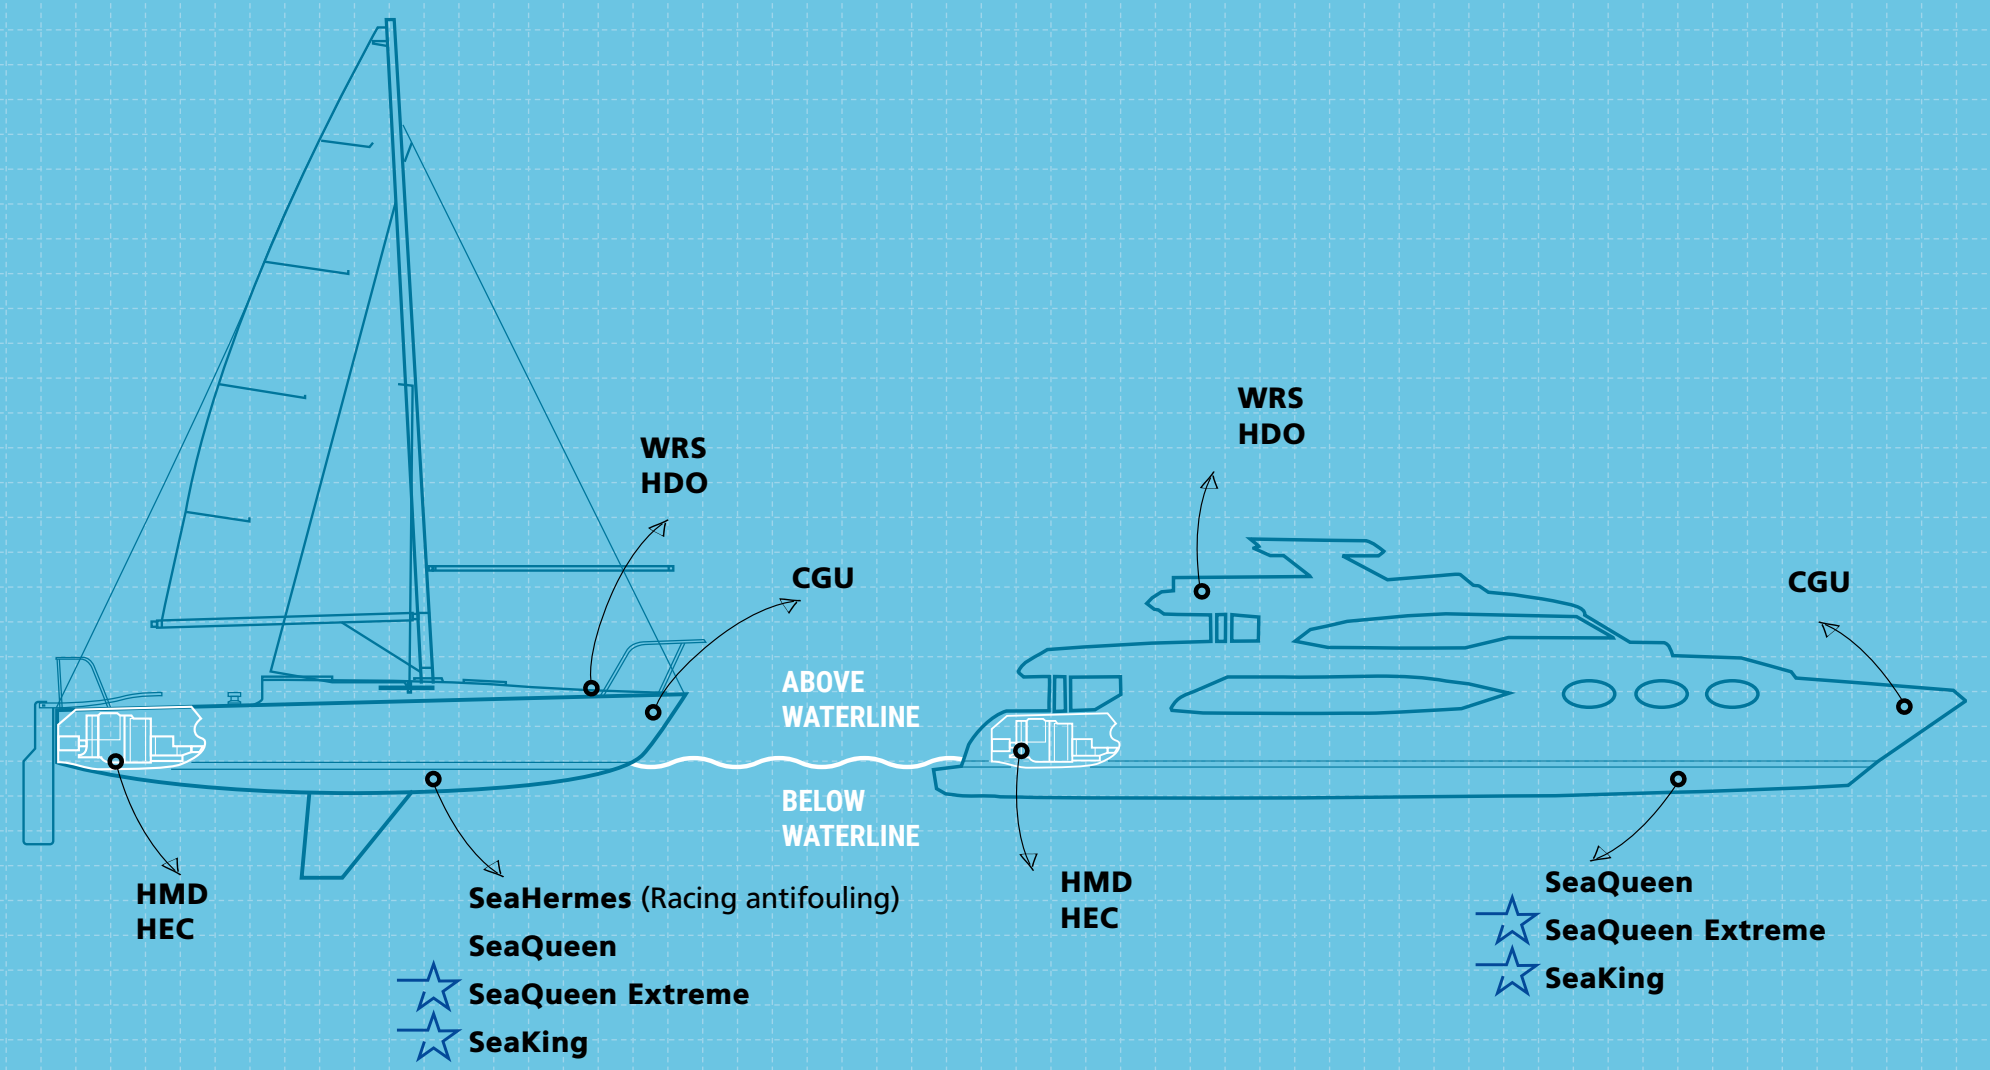 WRS
HDO
CGU
HMD
HEC
SeaHermes (Racing antifouling)
SeaQueen
SeaQueen Extreme
SeaKing
ABOVE
WATERLINE
BELOW
WATERLINE
WRS
HDO
CGU
HMD
HEC
SeaQueen
SeaQueen Extreme
SeaKing